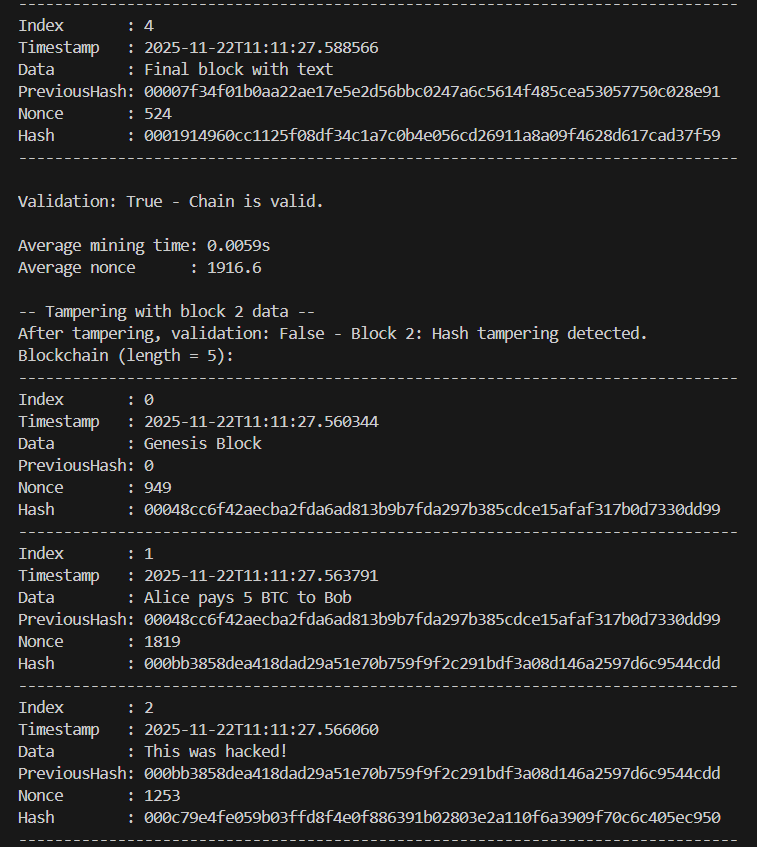 --------------------------------------------------------------------------------
Index       : 4
Timestamp   : 2025-11-22T11:11:27.588566
Data        : Final block with text
PreviousHash: 00007f34f01b0aa22ae17e5e2d56bbc0247a6c5614f485cea53057750c028e91
Nonce       : 524
Hash        : 0001914960cc1125f08df34c1a7c0b4e056cd26911a8a09f4628d617cad37f59
--------------------------------------------------------------------------------
Validation: True - Chain is valid.
Average mining time: 0.0059s
Average nonce      : 1916.6
-- Tampering with block 2 data --
After tampering, validation: False - Block 2: Hash tampering detected.
Blockchain (length = 5):
--------------------------------------------------------------------------------
Index       : 0
Timestamp   : 2025-11-22T11:11:27.560344
Data        : Genesis Block
PreviousHash: 0
Nonce       : 949
Hash        : 00048cc6f42aecba2fda6ad813b9b7fda297b385cdce15afaf317b0d7330dd99
--------------------------------------------------------------------------------
Index       : 1
Timestamp   : 2025-11-22T11:11:27.563791
Data        : Alice pays 5 BTC to Bob
PreviousHash: 00048cc6f42aecba2fda6ad813b9b7fda297b385cdce15afaf317b0d7330dd99
Nonce       : 1819
Hash        : 000bb3858dea418dad29a51e70b759f9f2c291bdf3a08d146a2597d6c9544cdd
--------------------------------------------------------------------------------
Index       : 2
Timestamp   : 2025-11-22T11:11:27.566060
Data        : This was hacked!
PreviousHash: 000bb3858dea418dad29a51e70b759f9f2c291bdf3a08d146a2597d6c9544cdd
Nonce       : 1253
Hash        : 000c79e4fe059b03ffd8f4e0f886391b02803e2a110f6a3909f70c6c405ec950
--------------------------------------------------------------------------------